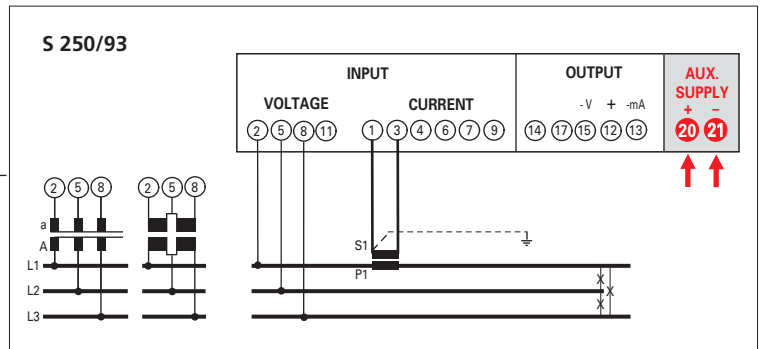 S 250/93
INPUT
OUTPUT
AUX.
SUPPLY
VOLTAGE
CURRENT
- V + -mA
+ –
2 5 8 11 1 3 4 6 7 9 14 17 15 12 13 20 21
2 5 8 2 5 8
a
A
S1
P1
L1
L2
L3
X
X
X